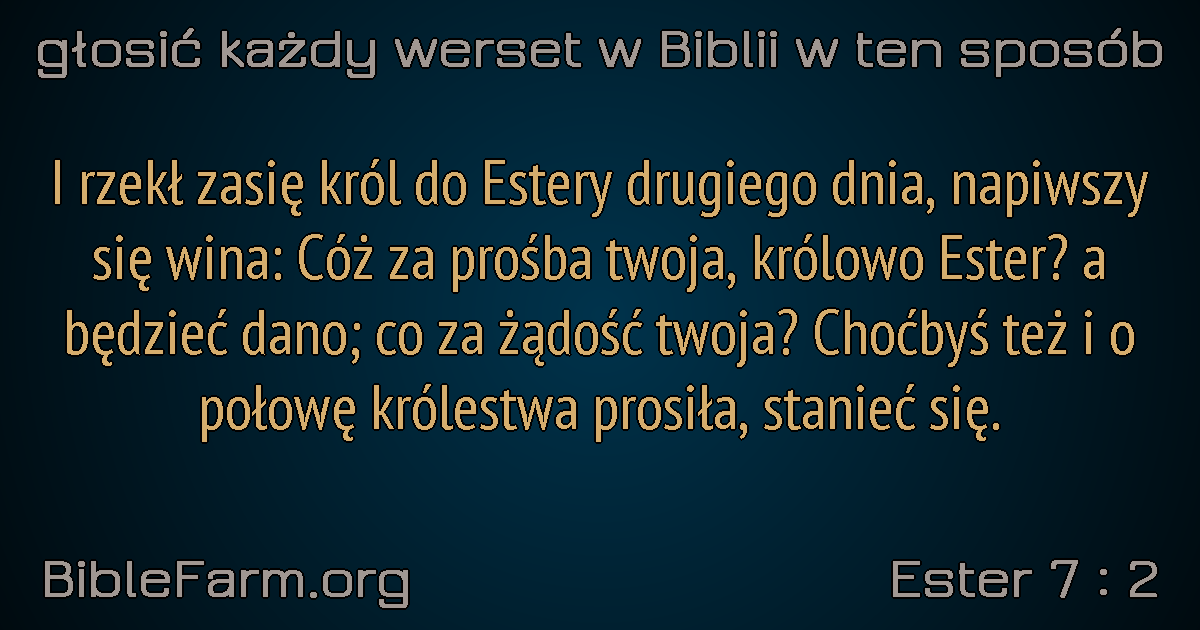 głosić każdy werset w Biblii w ten sposób
I rzekł zasię król do Estery drugiego dnia, napiwszy
się wina: Cóż za prośba twoja, królowo Ester? a
będzieć dano; co za żądość twoja? Choćbyś też i o
połowę królestwa prosiła, stanieć się.
BibleFarm.org
Ester 7 : 2